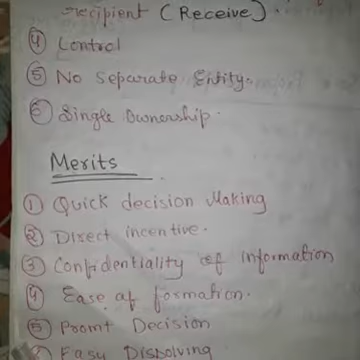 recipient (Receive).
④ Control
⑤ No Separate Entity.
⑥ Single Ownership.
Merits
① Quick decision Making
② Direct incentive.
③ Confidentiality of information
④ Ease of formation.
⑤ Promt Decision
Easy Dissolving